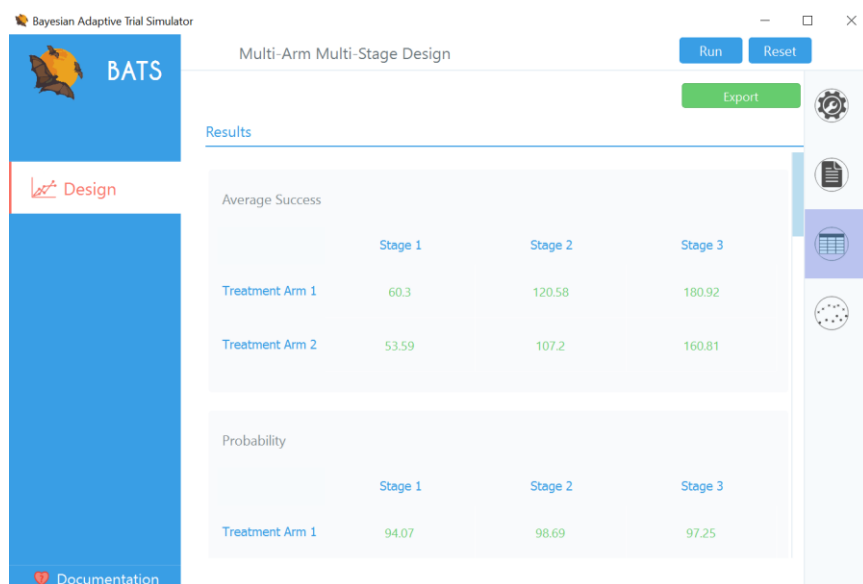 Bayesian Adaptive Trial Simulator
BATS
Multi-Arm Multi-Stage Design
Run Reset
Export
Results
Design
Average Success
Stage 1 Stage 2 Stage 3
Treatment Arm 1 60.3 120.58 180.92
Treatment Arm 2 53.59 107.2 160.81
Probability
Stage 1 Stage 2 Stage 3
Treatment Arm 1 94.07 98.69 97.25
Documentation